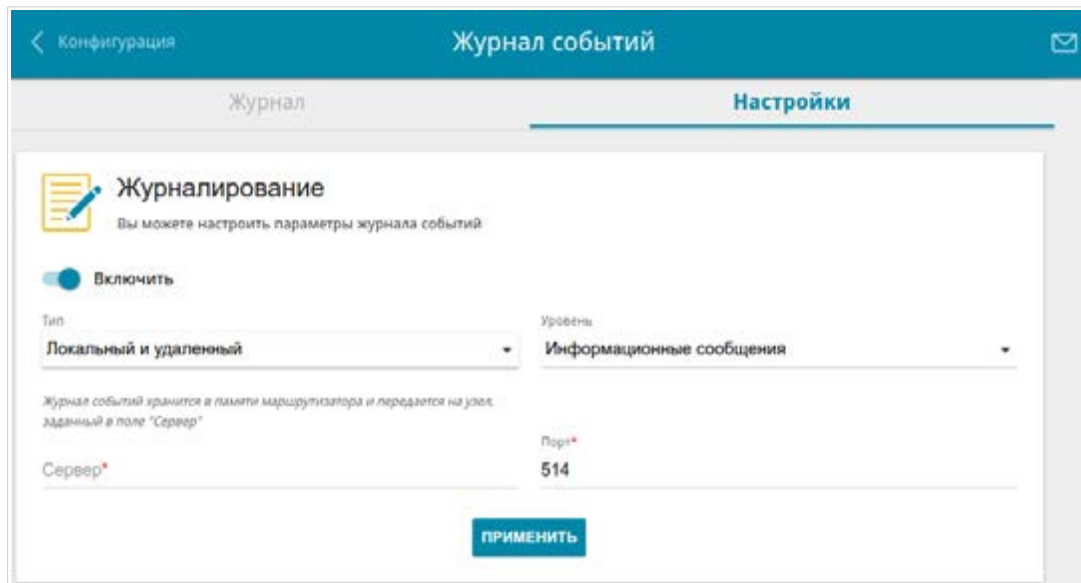 Конфигурация
Журнал событий
Журнал
Настройки
Журналирование
Вы можете настроить параметры журнала событий
Включить
Тип
Локальный и удаленный
Уровень
Информационные сообщения
Журнал событий хранится в памяти маршрутизатора и передается на узел,
заданный в поле "Сервер"
Сервер*
Порт*
514
ПРИМЕНИТЬ